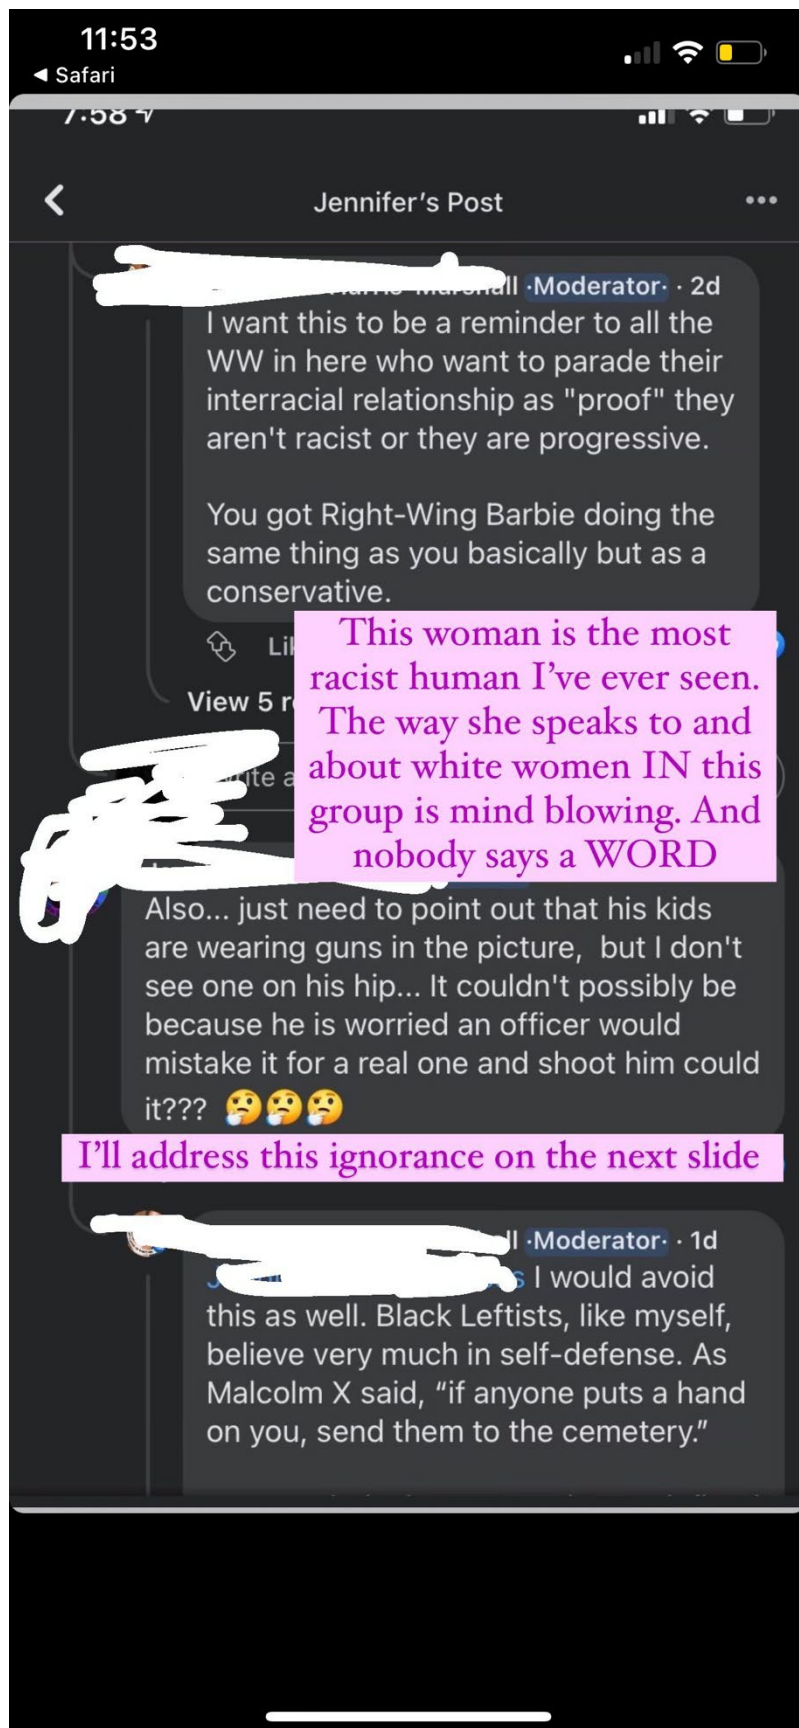 11:53
Safari
7:58
Jennifer's Post
·Moderator· · 2d
I want this to be a reminder to all the
WW in here who want to parade their
interracial relationship as "proof" they
aren't racist or they are progressive.
You got Right-Wing Barbie doing the
same thing as you basically but as a
conservative.
This woman is the most
racist human I've ever seen.
View 5
The way she speaks to and
about white women IN this
group is mind blowing. And
nobody says a WORD
Also... just need to point out that his kids
are wearing guns in the picture, but I don't
see one on his hip... It couldn't possibly be
because he is worried an officer would
mistake it for a real one and shoot him could
it??? 🤔🤔🤔
I'll address this ignorance on the next slide
·Moderator· · 1d
I would avoid
this as well. Black Leftists, like myself,
believe very much in self-defense. As
Malcolm X said, “if anyone puts a hand
on you, send them to the cemetery.”